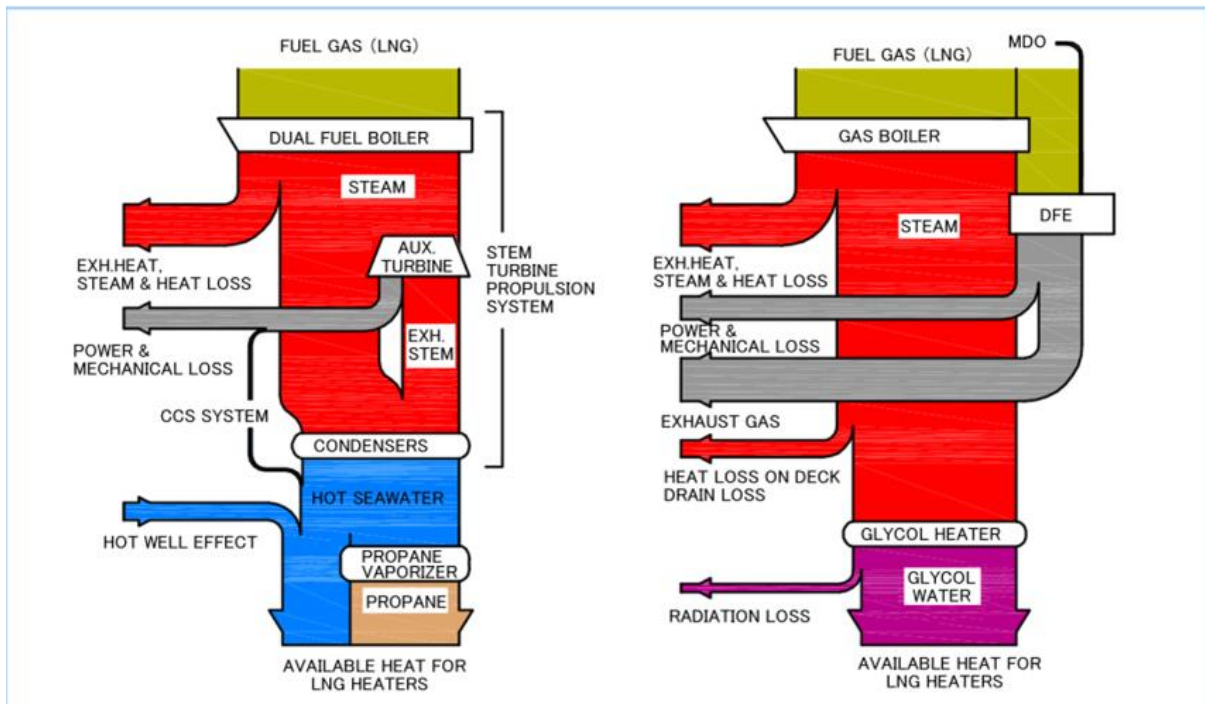 FUEL GAS (LNG)
DUAL FUEL BOILER
STEAM
AUX.
TURBINE
EXH.HEAT,
STEAM & HEAT LOSS
STEM
TURBINE
PROPULSION
SYSTEM
EXH.
STEM
POWER &
MECHANICAL LOSS
CCS SYSTEM
CONDENSERS
HOT SEAWATER
HOT WELL EFFECT
PROPANE
VAPORIZER
PROPANE
AVAILABLE HEAT FOR
LNG HEATERS
MDO
FUEL GAS (LNG)
GAS BOILER
DFE
STEAM
EXH.HEAT,
STEAM & HEAT LOSS
POWER &
MECHANICAL LOSS
EXHAUST GAS
HEAT LOSS ON DECK
DRAIN LOSS
GLYCOL HEATER
GLYCOL
WATER
RADIATION LOSS
AVAILABLE HEAT FOR
LNG HEATERS